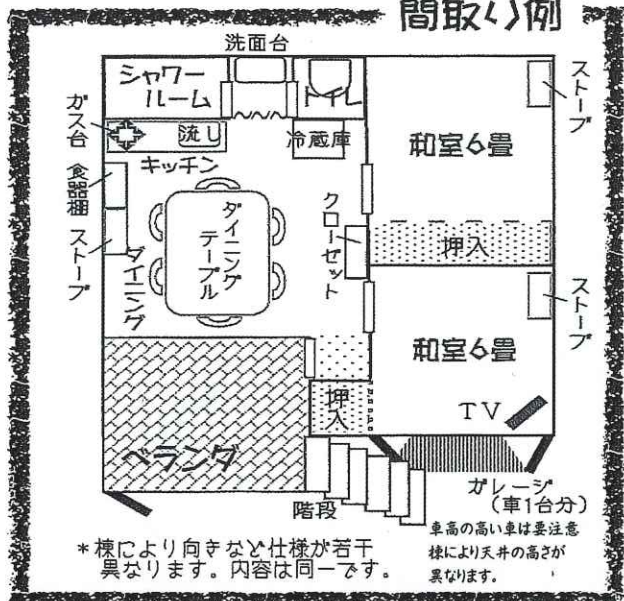 間取り例
洗面台
シャワー
ルーム
トイレ
ストーブ
ガス台
流し
冷蔵庫
和室6畳
キッチン
食器棚
ストーブ
ダイニング
ダイニング
テーブル
クローゼット
押入
ストーブ
和室6畳
押入
TV
ベランダ
階段
ガレージ
(車1台分)
車高の高い車は要注意
棟により天井の高さが
異なります。
*棟により向きなど仕様が若干
異なります。内容は同一です。